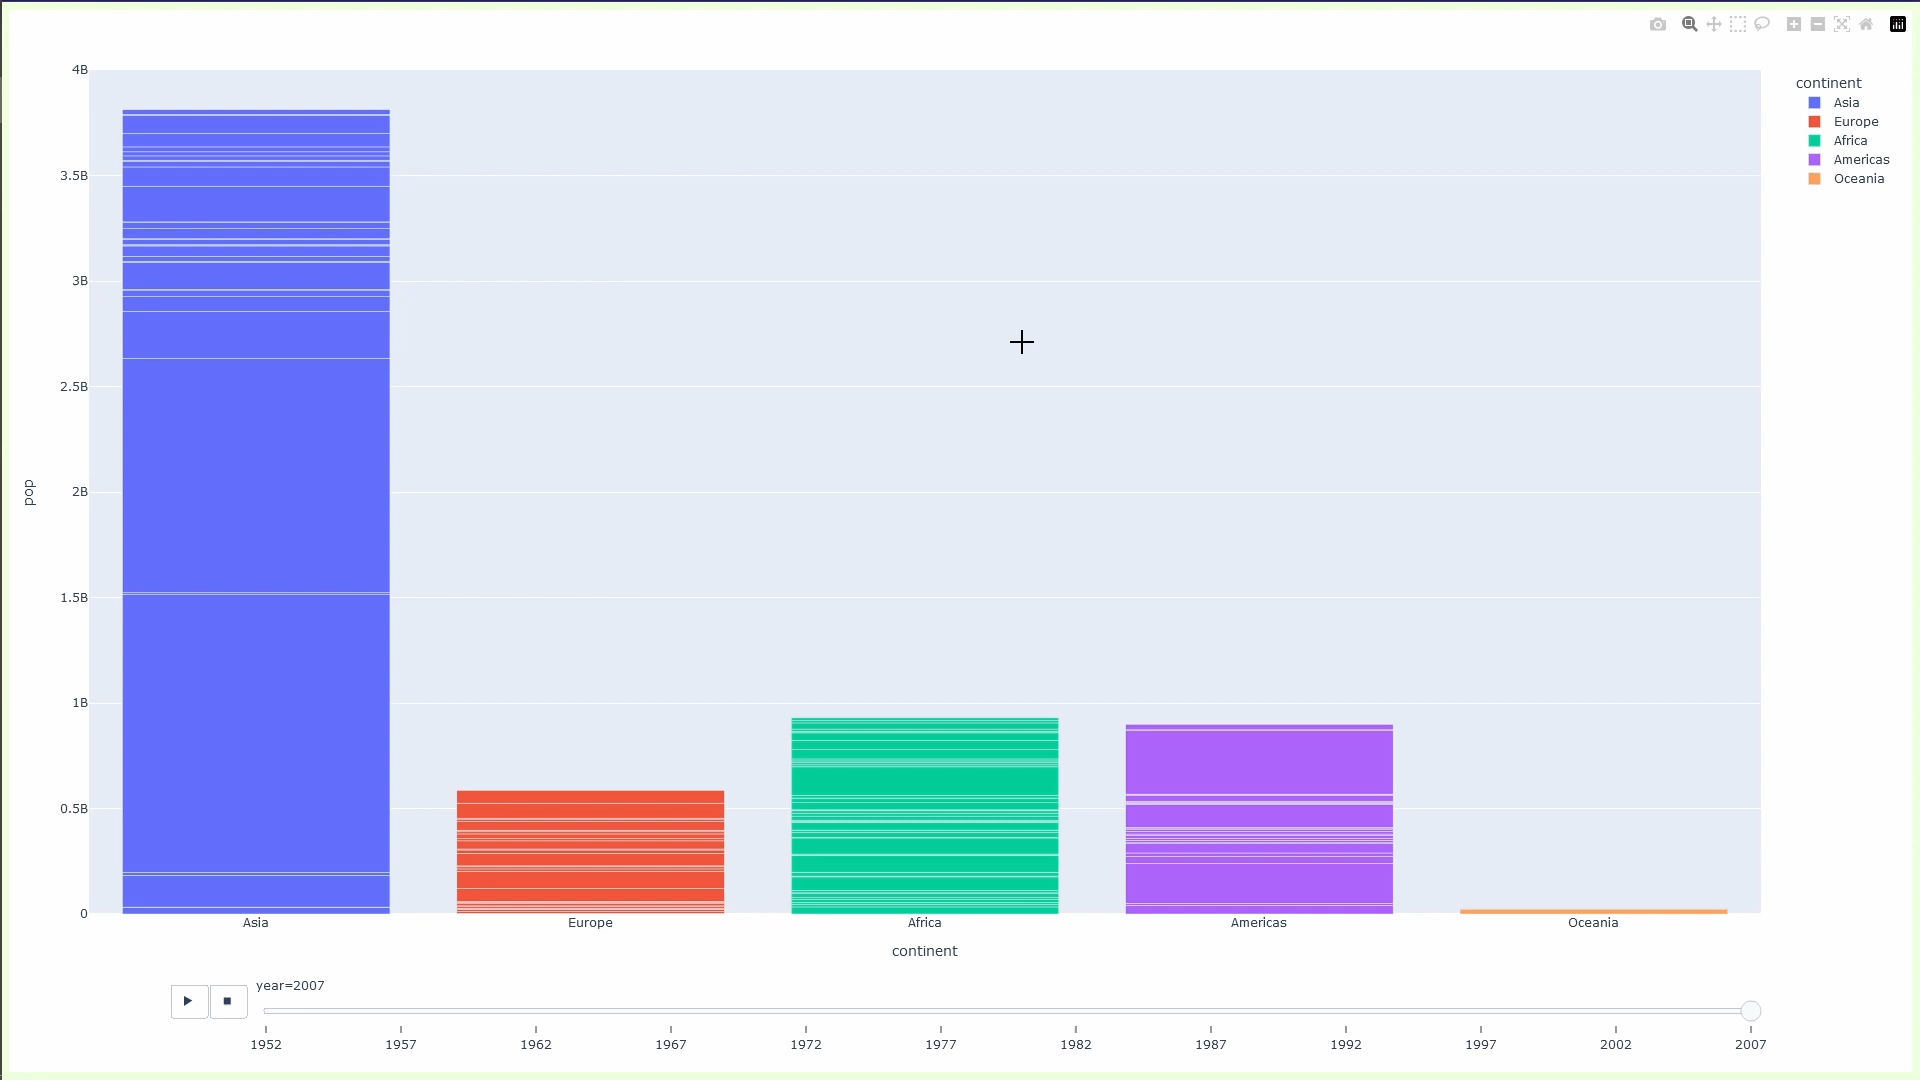 4B
3.5B
3B
2.5B
2B
1.5B
1B
0.5B
0
pop
Asia
Europe
Africa
Americas
Oceania
continent
continent
Asia
Europe
Africa
Americas
Oceania
year=2007
1952
1957
1962
1967
1972
1977
1982
1987
1992
1997
2002
2007